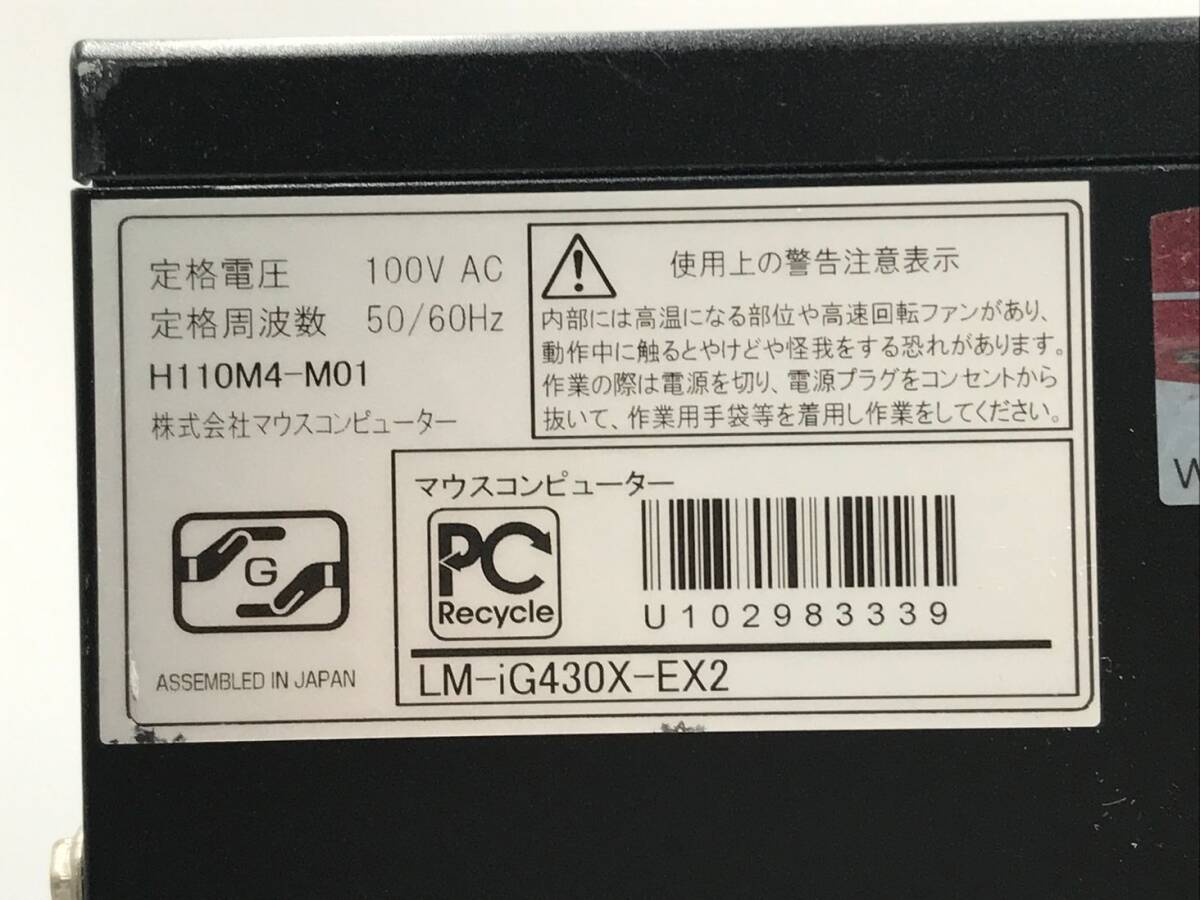 定格電圧 100V AC
定格周波数 50/60Hz
H110M4-M01
株式会社マウスコンピューター
使用上の警告注意表示
内部には高温になる部位や高速回転ファンがあり、
動作中に触るとやけどや怪我をする恐れがあります。
作業の際は電源を切り、電源プラグをコンセントから
抜いて、作業用手袋等を着用し作業をしてください。
G
ASSEMBLED IN JAPAN
マウスコンピューター
PC
Recycle
U102983339
LM-iG430X-EX2
W